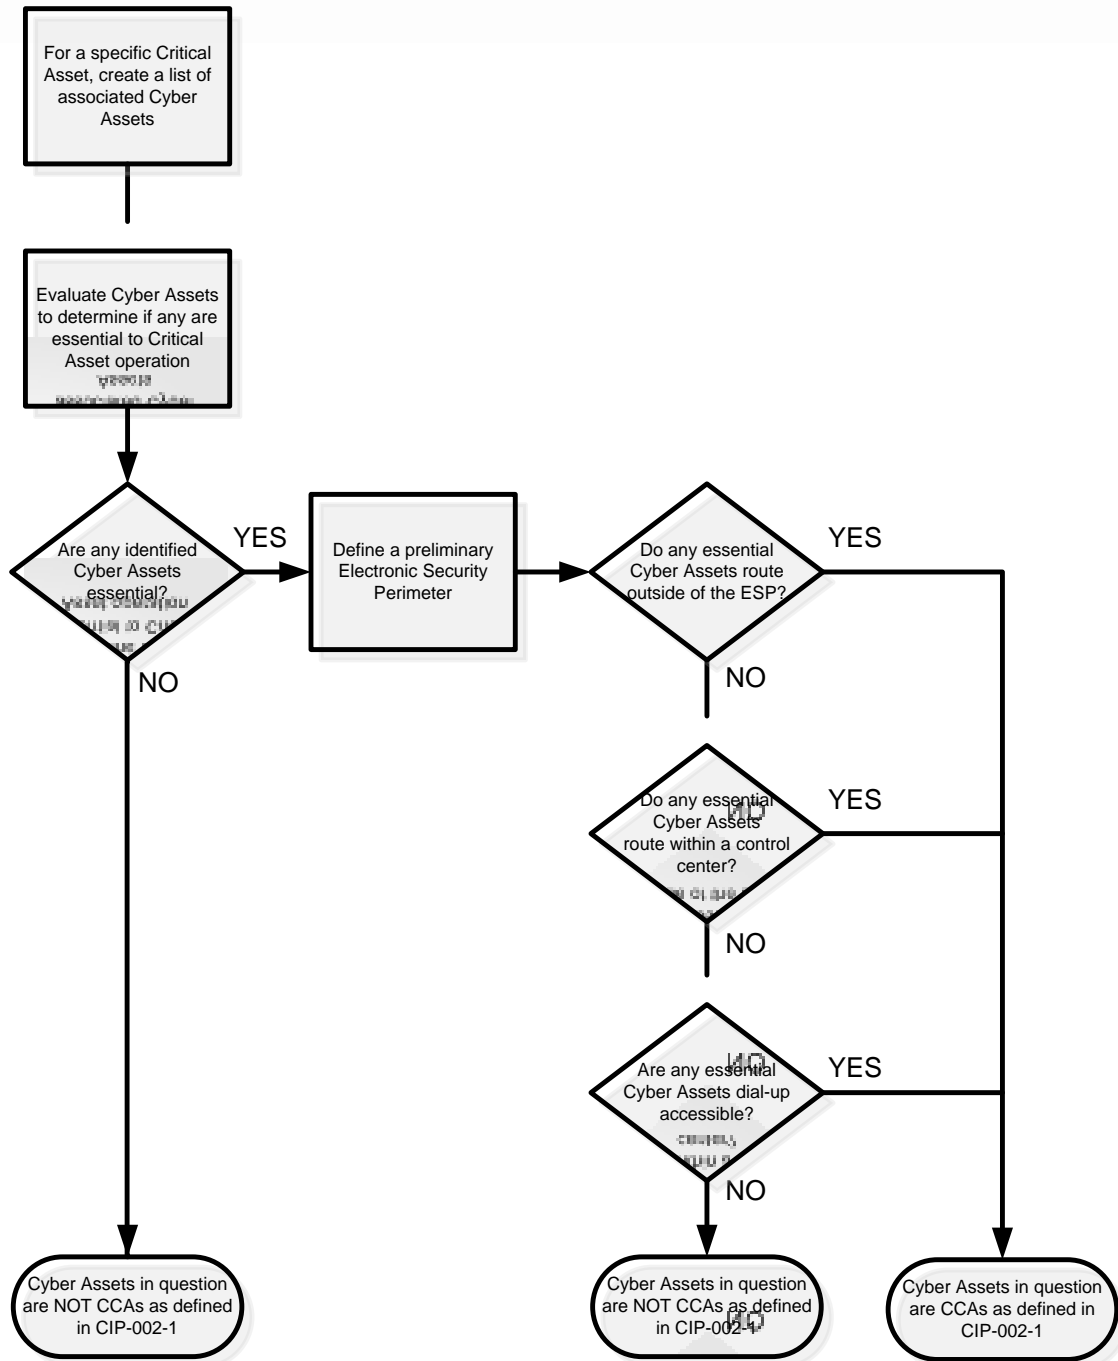 For a specific Critical
Asset, create a list of
associated Cyber
Assets
Evaluate Cyber Assets
to determine if any are
essential to Critical
Asset operation
Are any identified
Cyber Assets
essential?
YES
NO
Define a preliminary
Electronic Security
Perimeter
Do any essential
Cyber Assets route
outside of the ESP?
YES
NO
Do any essential
Cyber Assets
route within a control
center?
YES
NO
Are any essential
Cyber Assets dial-up
accessible?
YES
NO
Cyber Assets in question
are NOT CCAs as defined
in CIP-002-1
Cyber Assets in question
are NOT CCAs as defined
in CIP-002-1
Cyber Assets in question
are CCAs as defined in
CIP-002-1